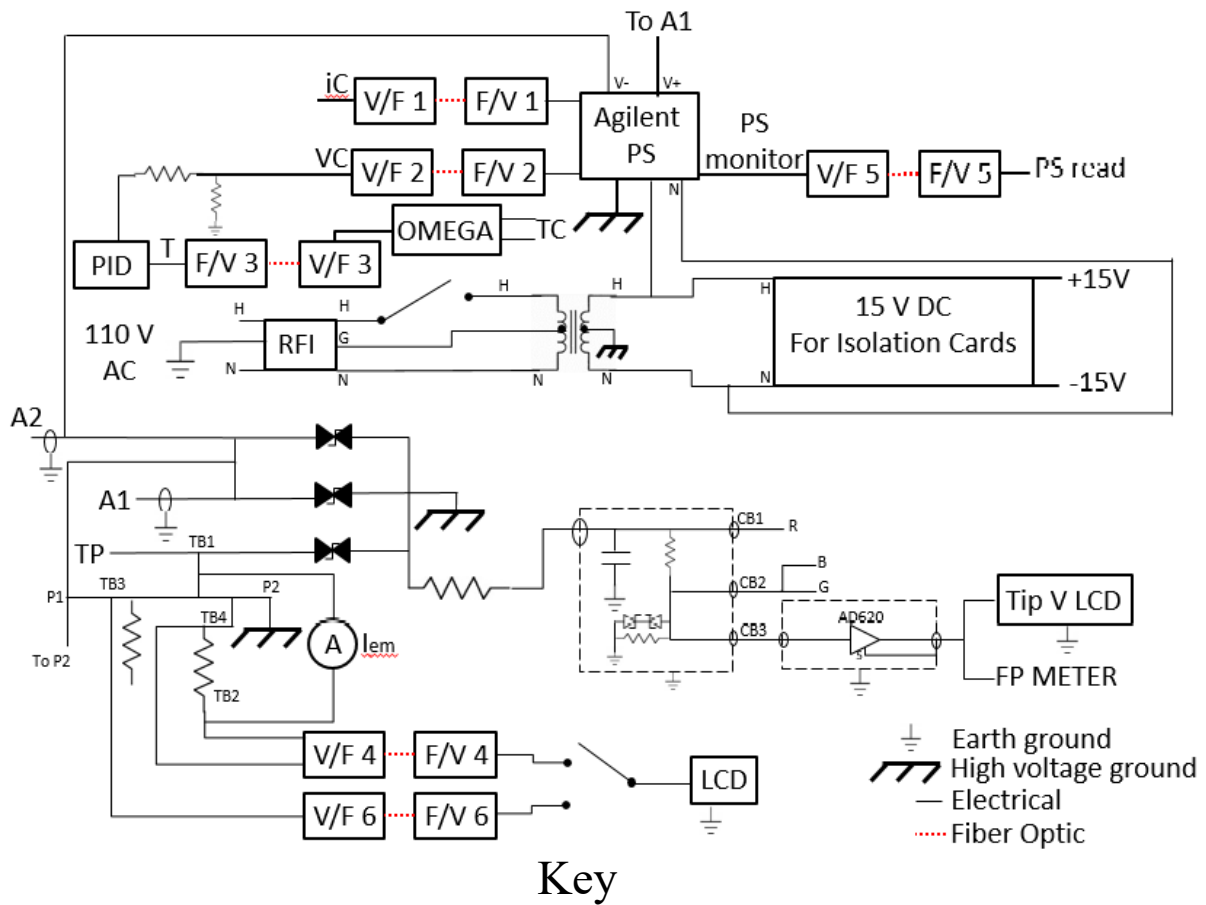 To A1
V-
V+
iC
V/F 1
F/V 1
Agilent
PS
PS
monitor
VC
V/F 2
F/V 2
V/F 5
F/V 5
PS read
N
OMEGA
TC
PID
T
F/V 3
V/F 3
H
H
H
H
H
+15V
110 V
AC
RFI
G
15 V DC
For Isolation Cards
N
N
N
N
N
-15V
A2
A1
TP
TB1
CB1
R
P1
TB3
P2
CB2
B
G
TB4
A
Iem
CB3
AD620
5
Tip V LCD
To P2
TB2
FP METER
V/F 4
F/V 4
LCD
V/F 6
F/V 6
Earth ground
High voltage ground
Electrical
Fiber Optic
Key